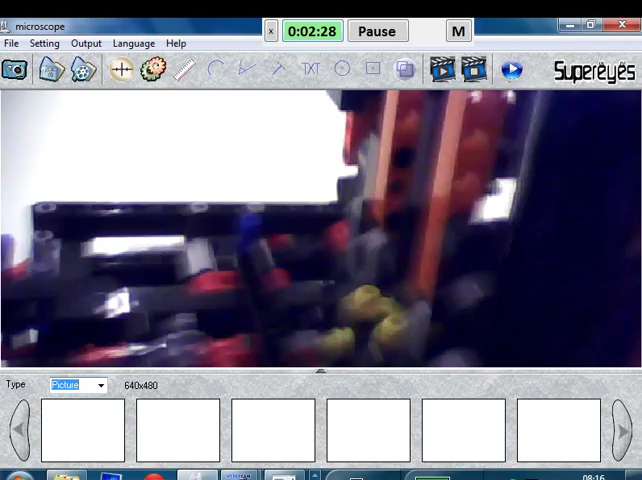 microscope
x
0:02:28
Pause
M
File Setting Output Language Help
TXT
Supereyes
Type Picture 640x480
08:16